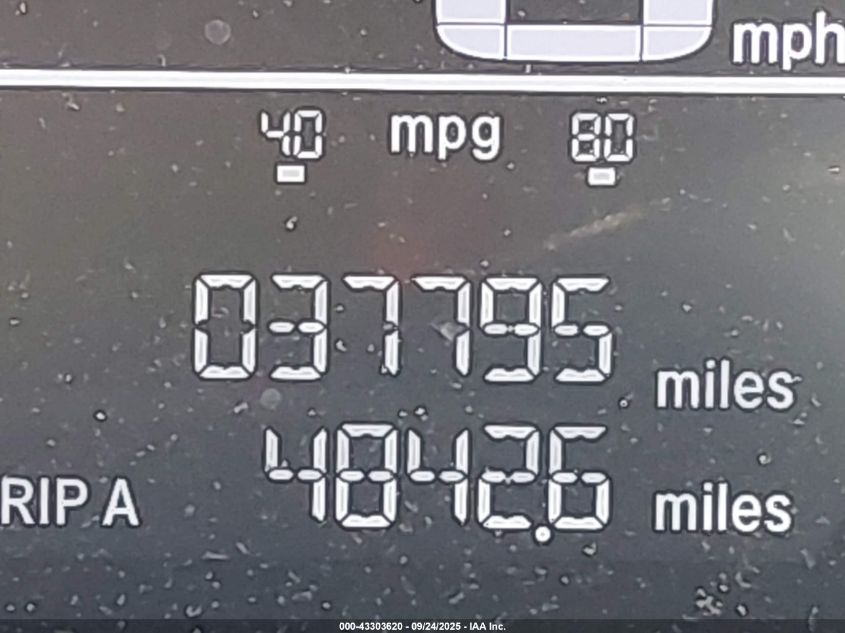 mph
40 mpg 80
037795 miles
RIP A 4842.6 miles
000-43303620 - 09/24/2025 - IAA Inc.